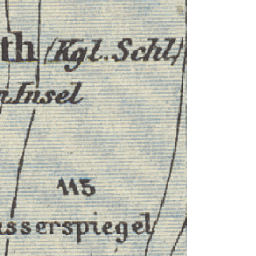 th (Kgl. Schl)
Insel
115
sserspiegel